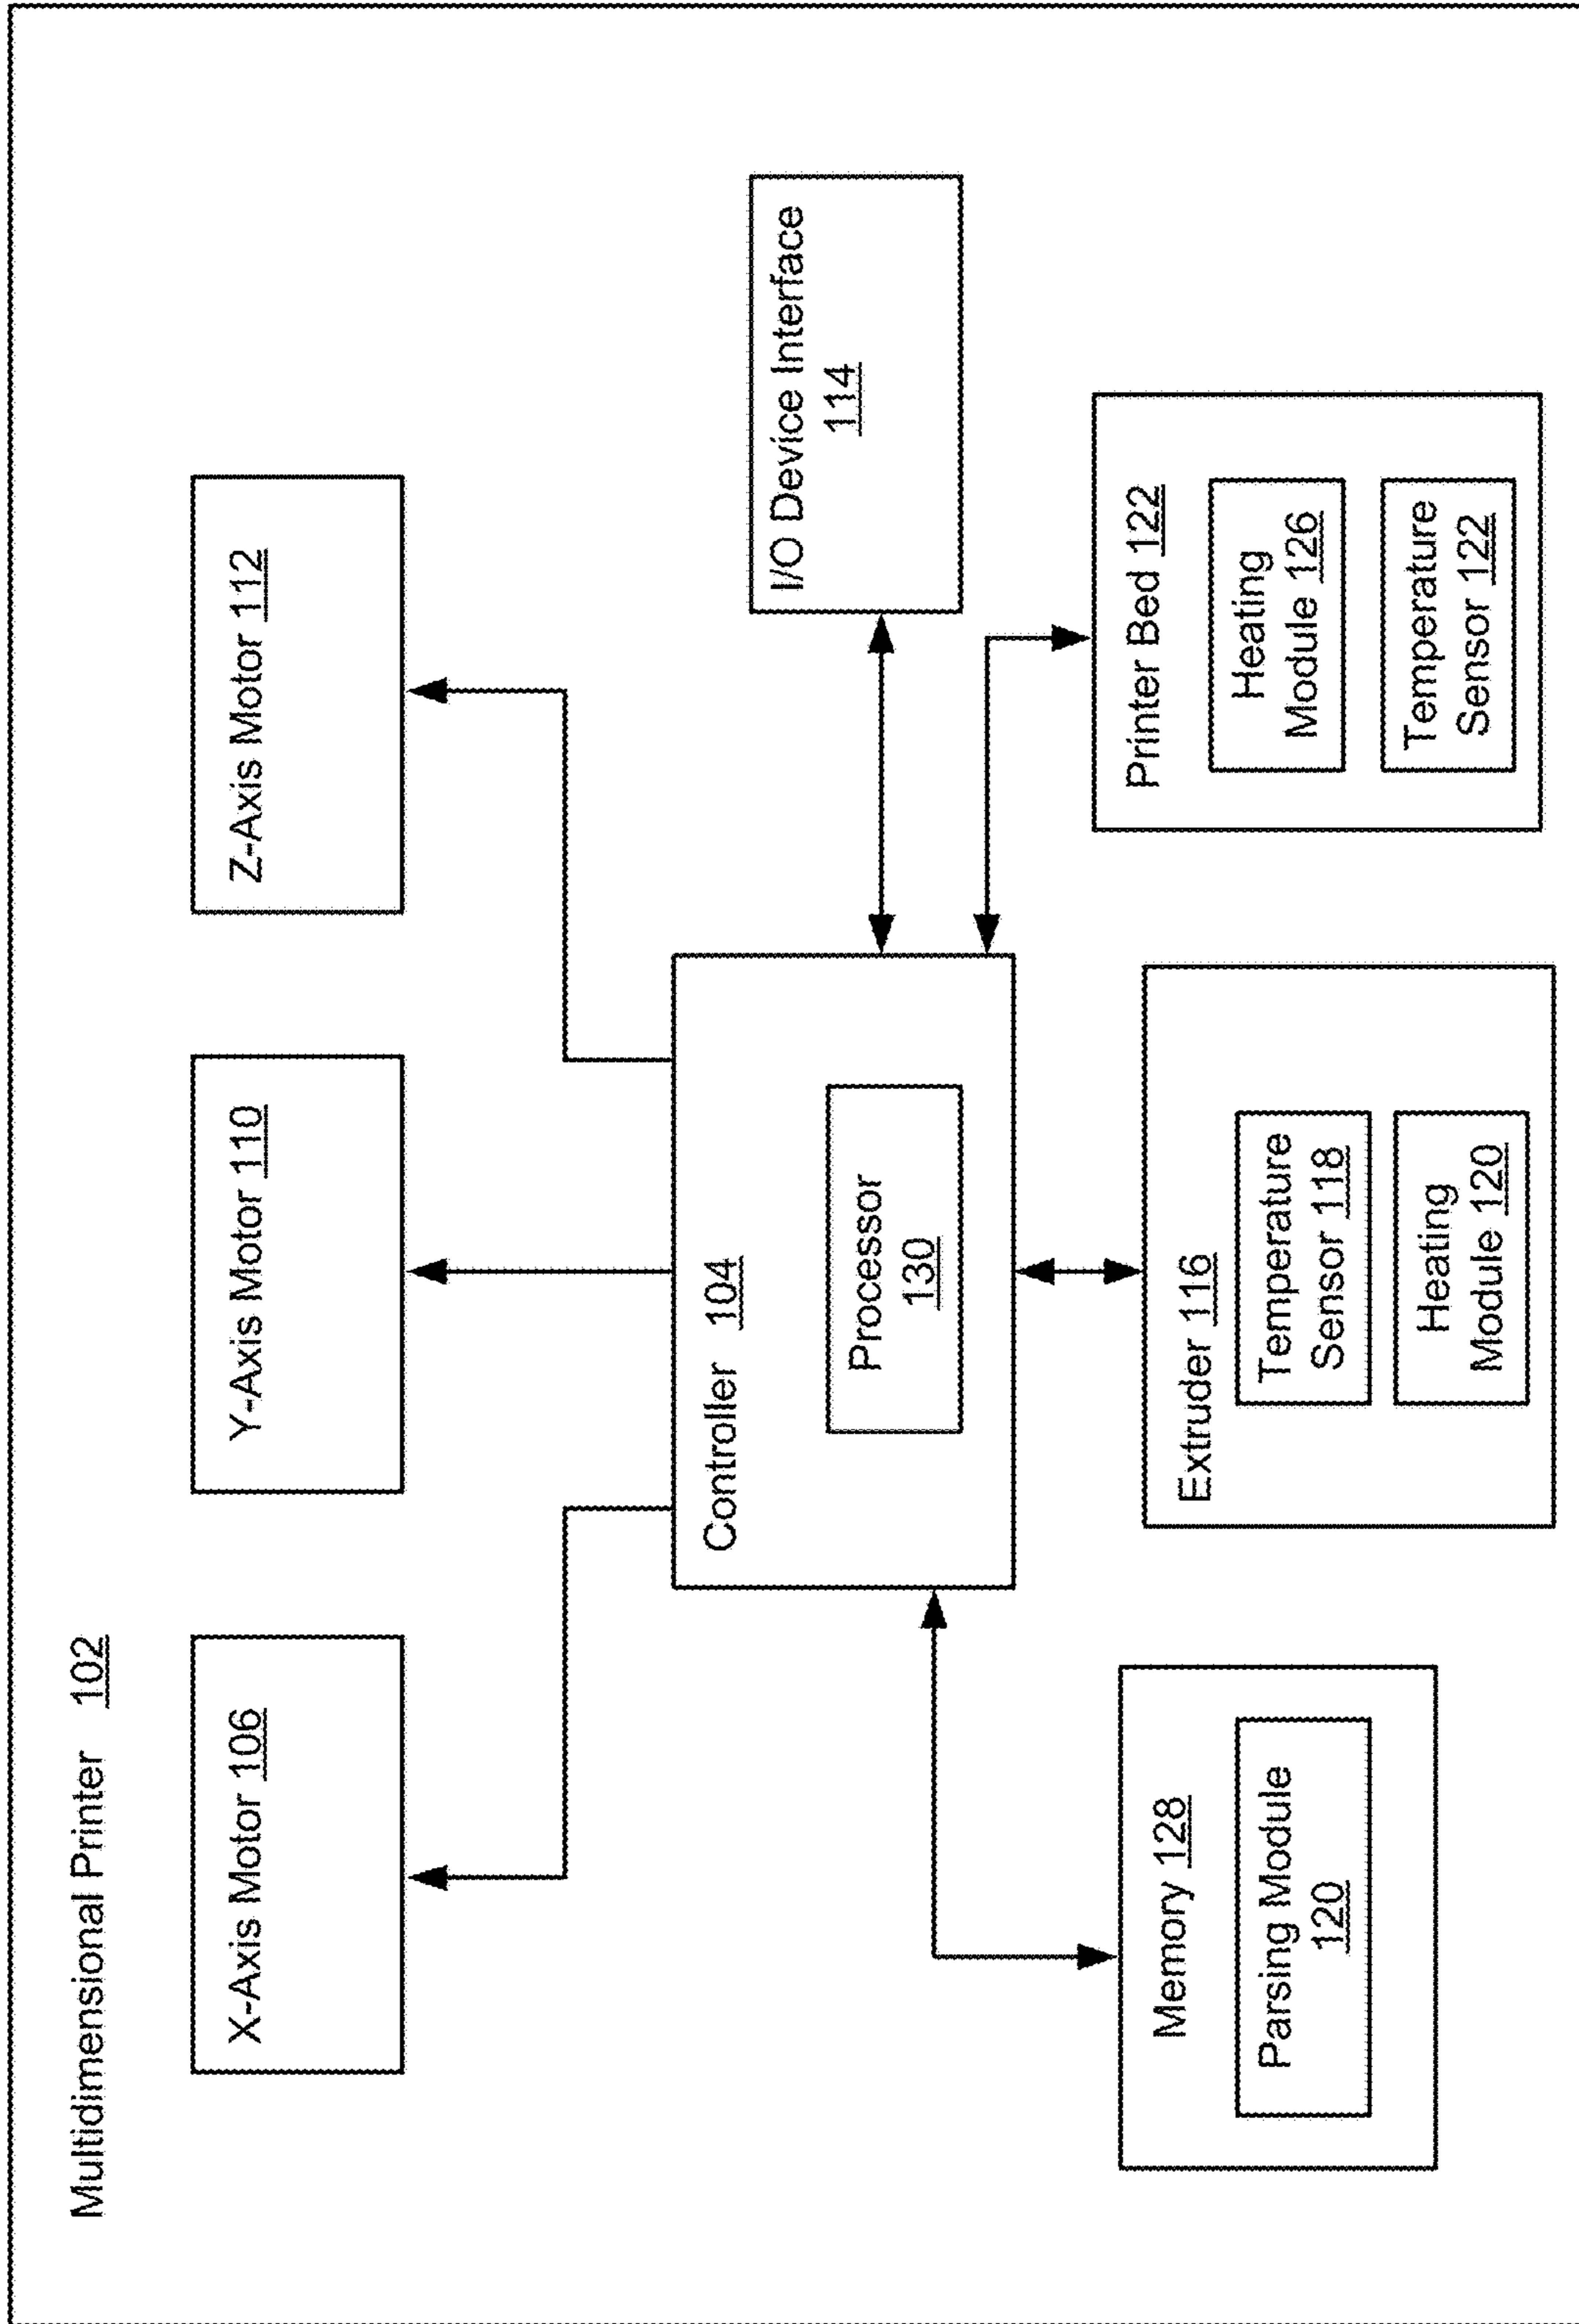 Multidimensional Printer 102
X-Axis Motor 106
Y-Axis Motor 110
Z-Axis Motor 112
Controller 104
Processor
130
I/O Device Interface
114
Memory 128
Parsing Module
120
Extruder 116
Temperature
Sensor 118
Heating
Module 120
Printer Bed 122
Heating
Module 126
Temperature
Sensor 122